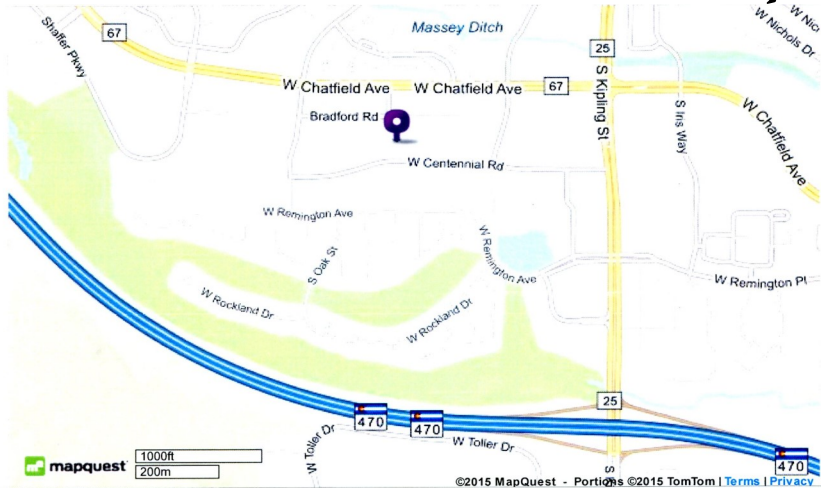 Massey Ditch
W Nichols Dr
Shaffer Pkwy
67
25
W Chatfield Ave
W Chatfield Ave
67
S Kipling St
S Iris Way
W Chatfield Ave
Bradford Rd
W Centennial Rd
W Remington Ave
W Remington Ave
S Oak St
W Remington Pl
W Rockland Dr
W Rockland Dr
25
470
470
W Toller Dr
W Toller Dr
470
mapquest
1000ft
200m
©2015 MapQuest - Portions ©2015 TomTom | Terms | Privacy